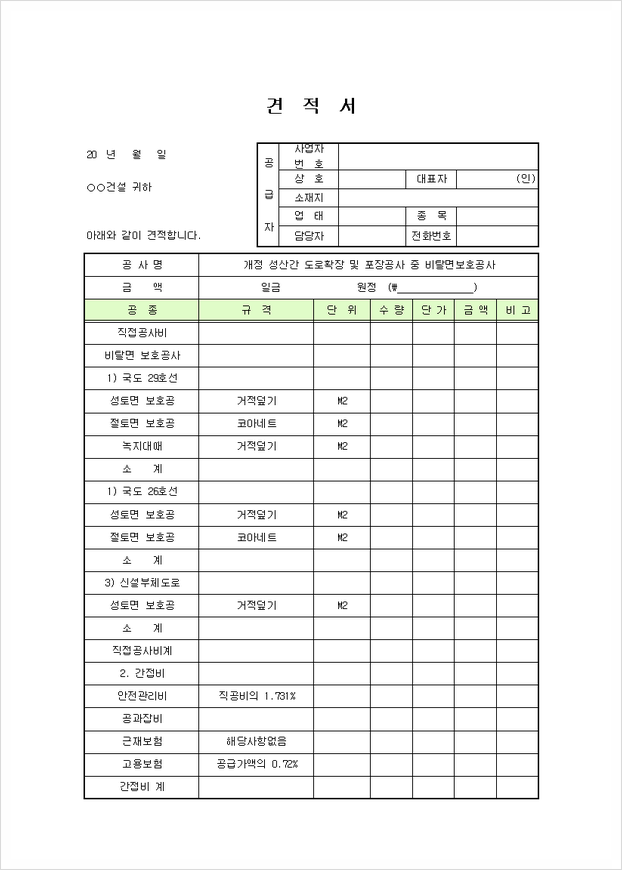 견 적 서
20 년 월 일
○○건설 귀하
아래와 같이 견적합니다.
공 급 자
사업자 번 호
상 호 대표자 (인)
소재지
업 태 종 목
담당자 전화번호
공 사 명 개정 성산간 도로확장 및 포장공사 중 비탈면보호공사
금 액 일금 원정 (₩ )
공 종 규 격 단 위 수 량 단 가 금 액 비 고
직접공사비
비탈면 보호공사
1) 국도 29호선
성토면 보호공 거적덮기 M2
절토면 보호공 코아네트 M2
녹지대애 거적덮기 M2
소 계
1) 국도 26호선
성토면 보호공 거적덮기 M2
절토면 보호공 코아네트 M2
소 계
3) 신설부체도로
성토면 보호공 거적덮기 M2
소 계
직접공사비계
2. 간접비
안전관리비 직공비의 1.731%
공과잡비
근재보험 해당사항없음
고용보험 공급가액의 0.72%
간접비 계